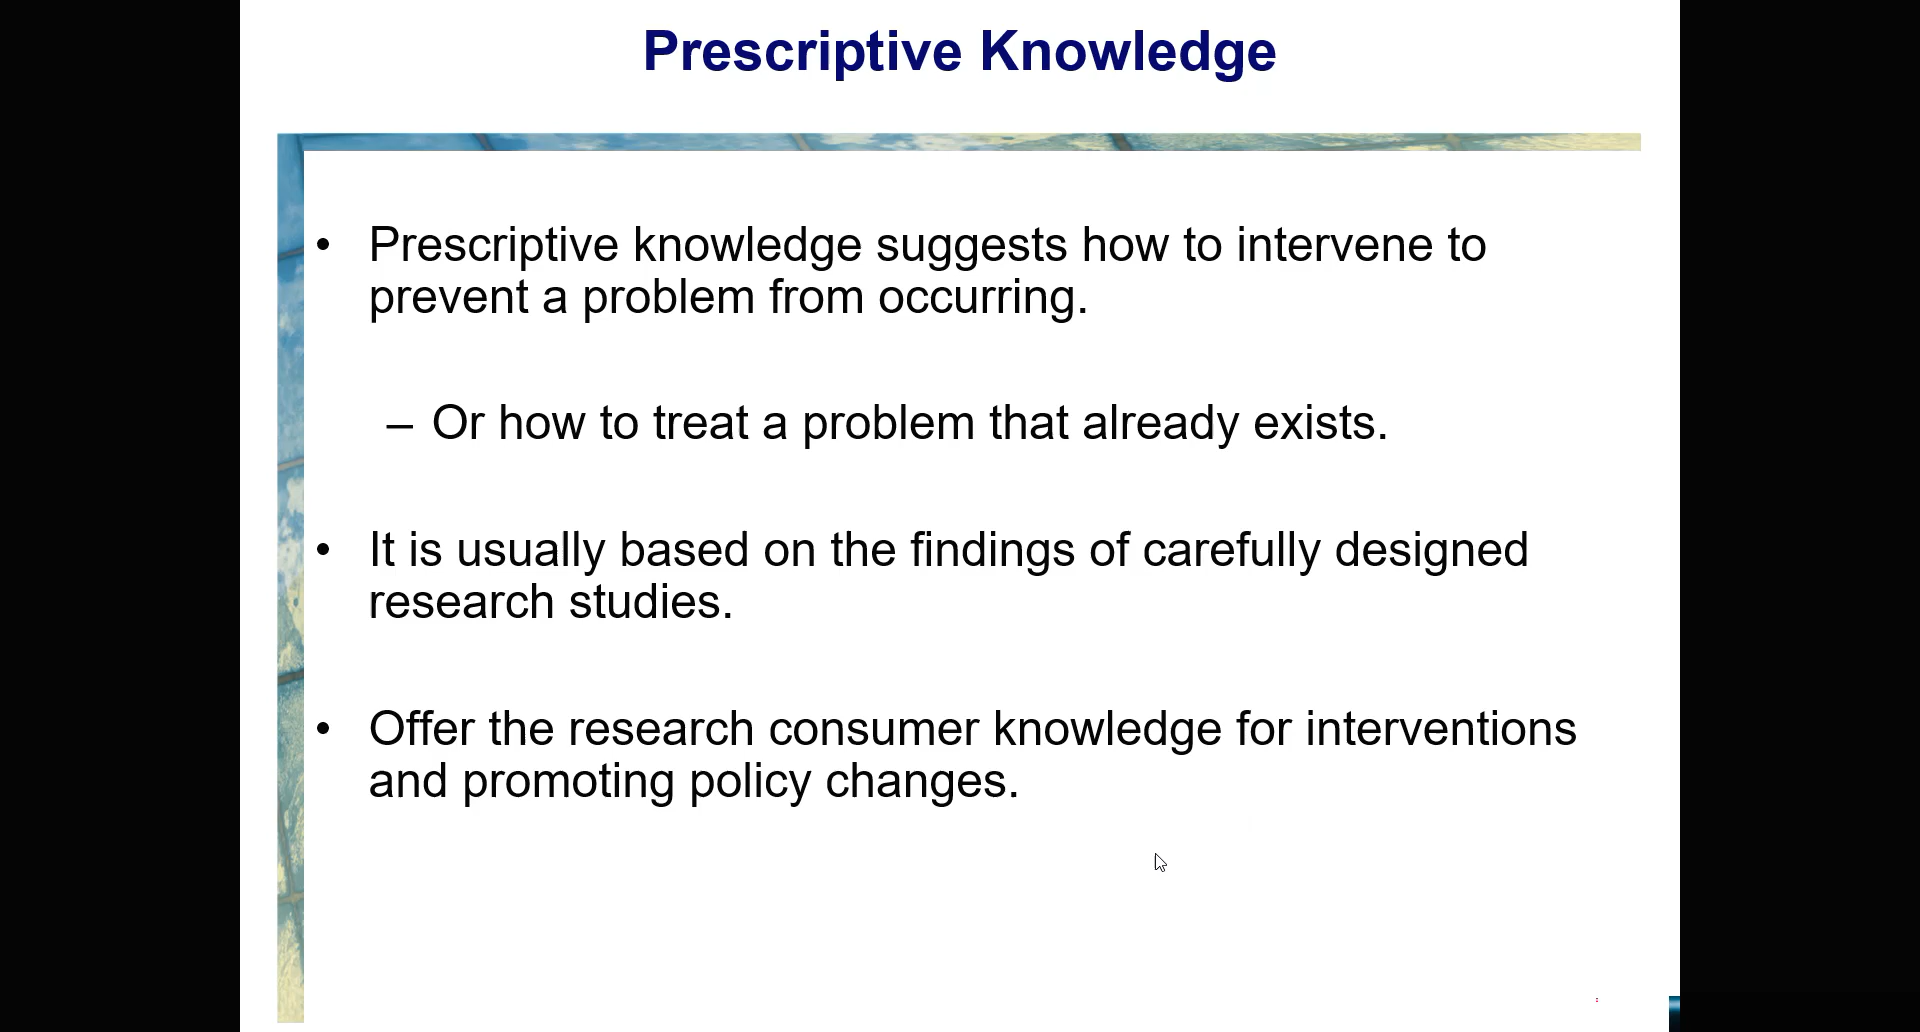 Prescriptive Knowledge
• Prescriptive knowledge suggests how to intervene to
prevent a problem from occurring.
– Or how to treat a problem that already exists.
• It is usually based on the findings of carefully designed
research studies.
• Offer the research consumer knowledge for interventions
and promoting policy changes.